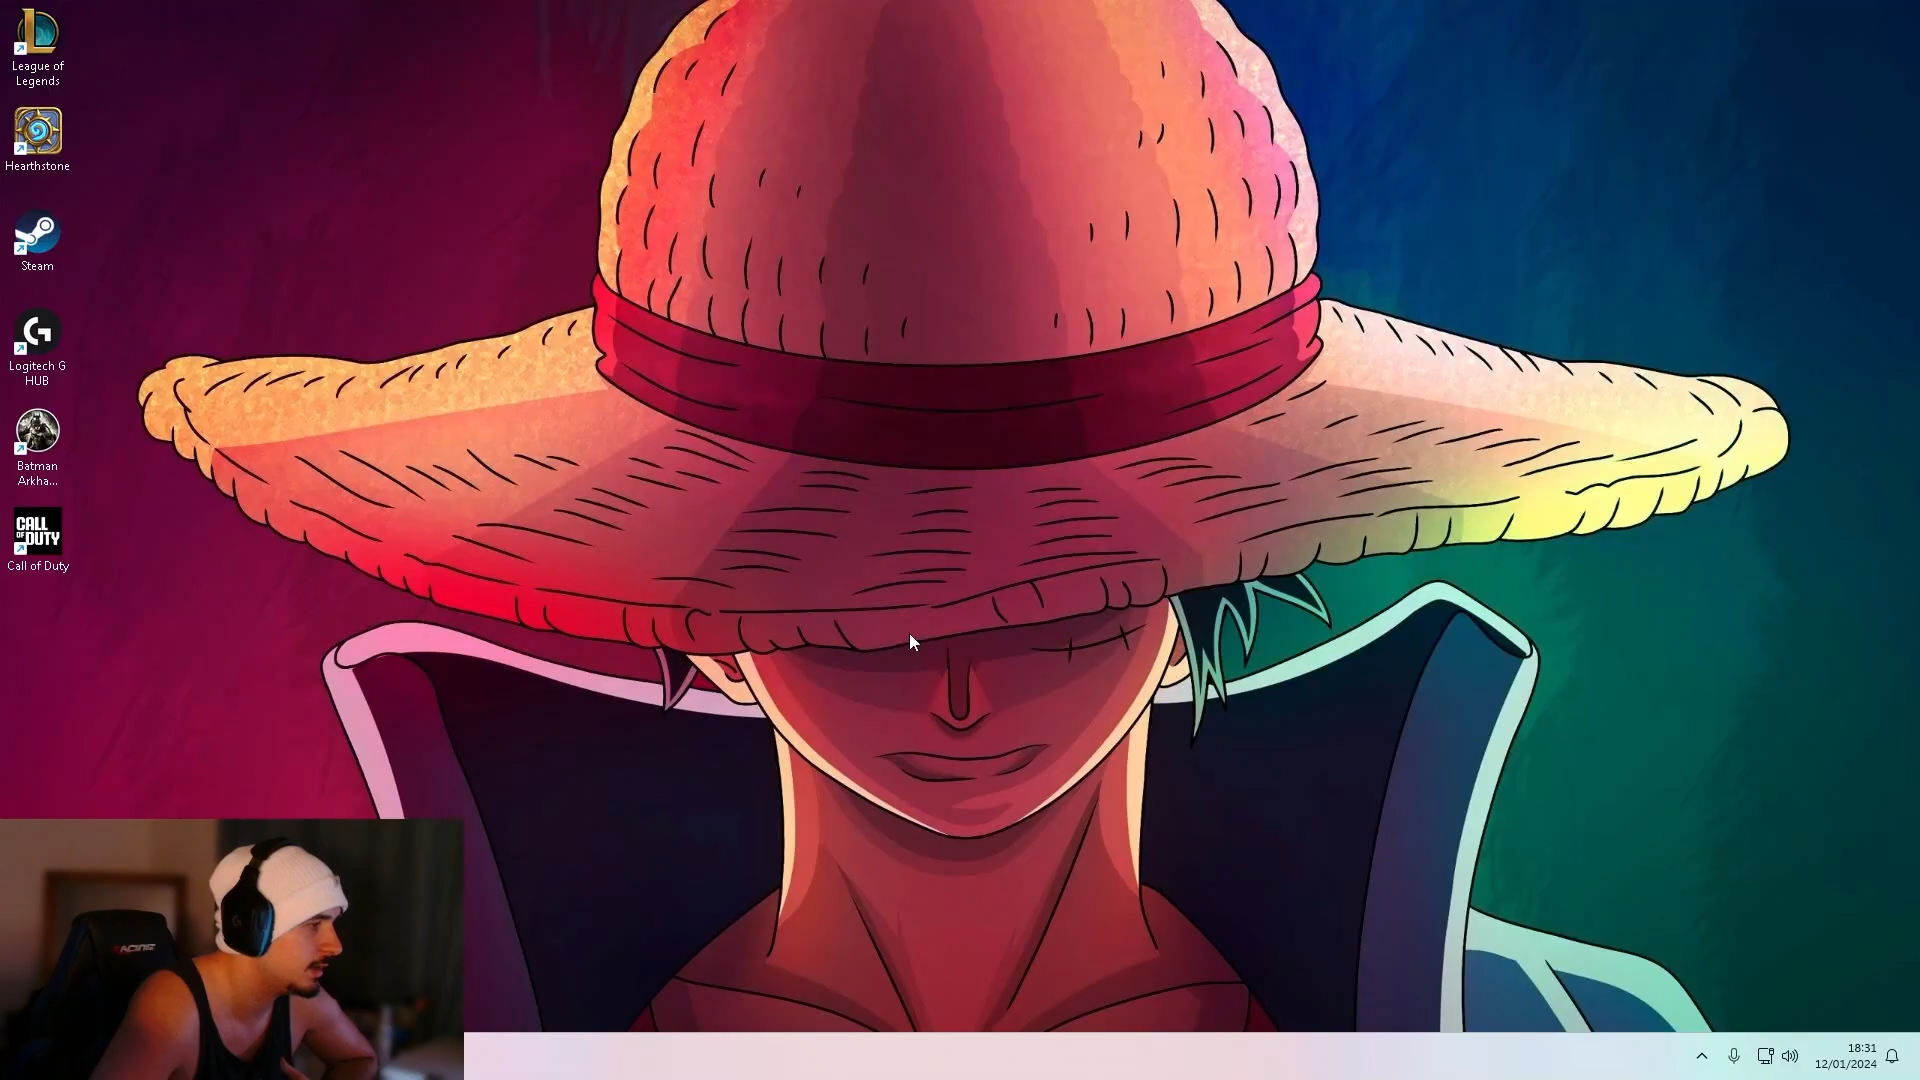 League of
Legends
Hearthstone
Steam
Logitech G
HUB
Batman
Arkha...
CALL
OF DUTY
Call of Duty
RACING
18:31
12/01/2024